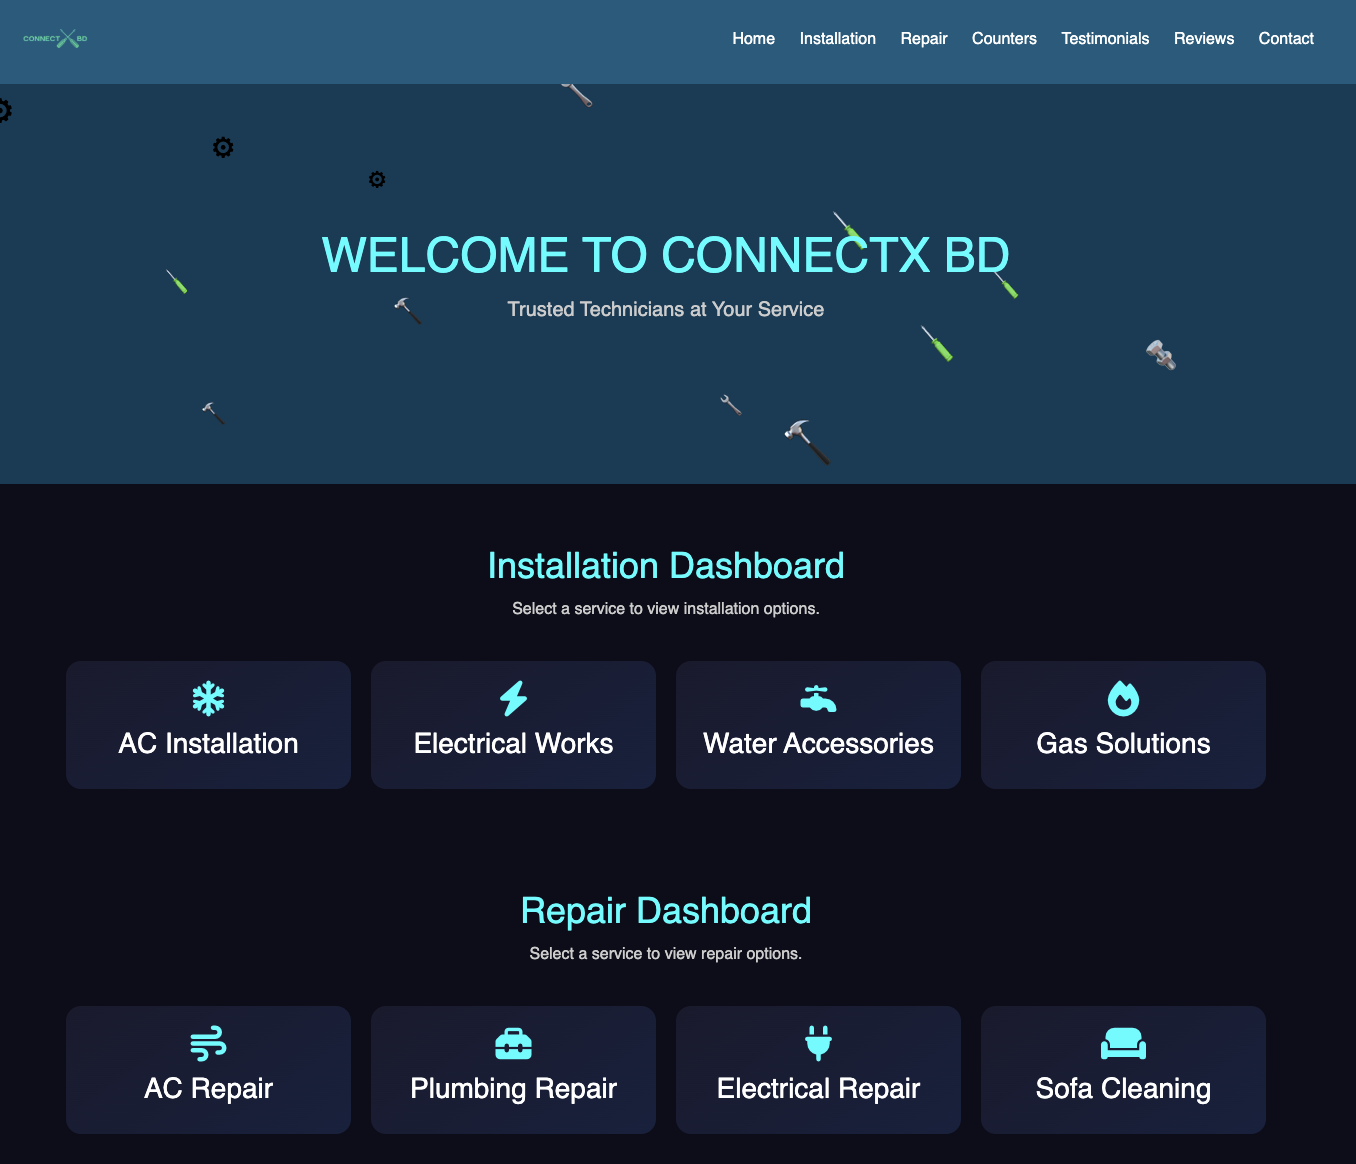 CONNECT BD
Home Installation Repair Counters Testimonials Reviews Contact
WELCOME TO CONNECTX BD
Trusted Technicians at Your Service
Installation Dashboard
Select a service to view installation options.
AC Installation
Electrical Works
Water Accessories
Gas Solutions
Repair Dashboard
Select a service to view repair options.
AC Repair
Plumbing Repair
Electrical Repair
Sofa Cleaning